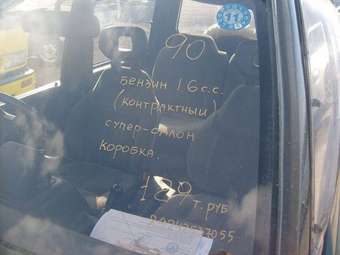 90
бензин 1.6 с.с.
(контрактный)
супер-салон
коробка.
189 т.руб